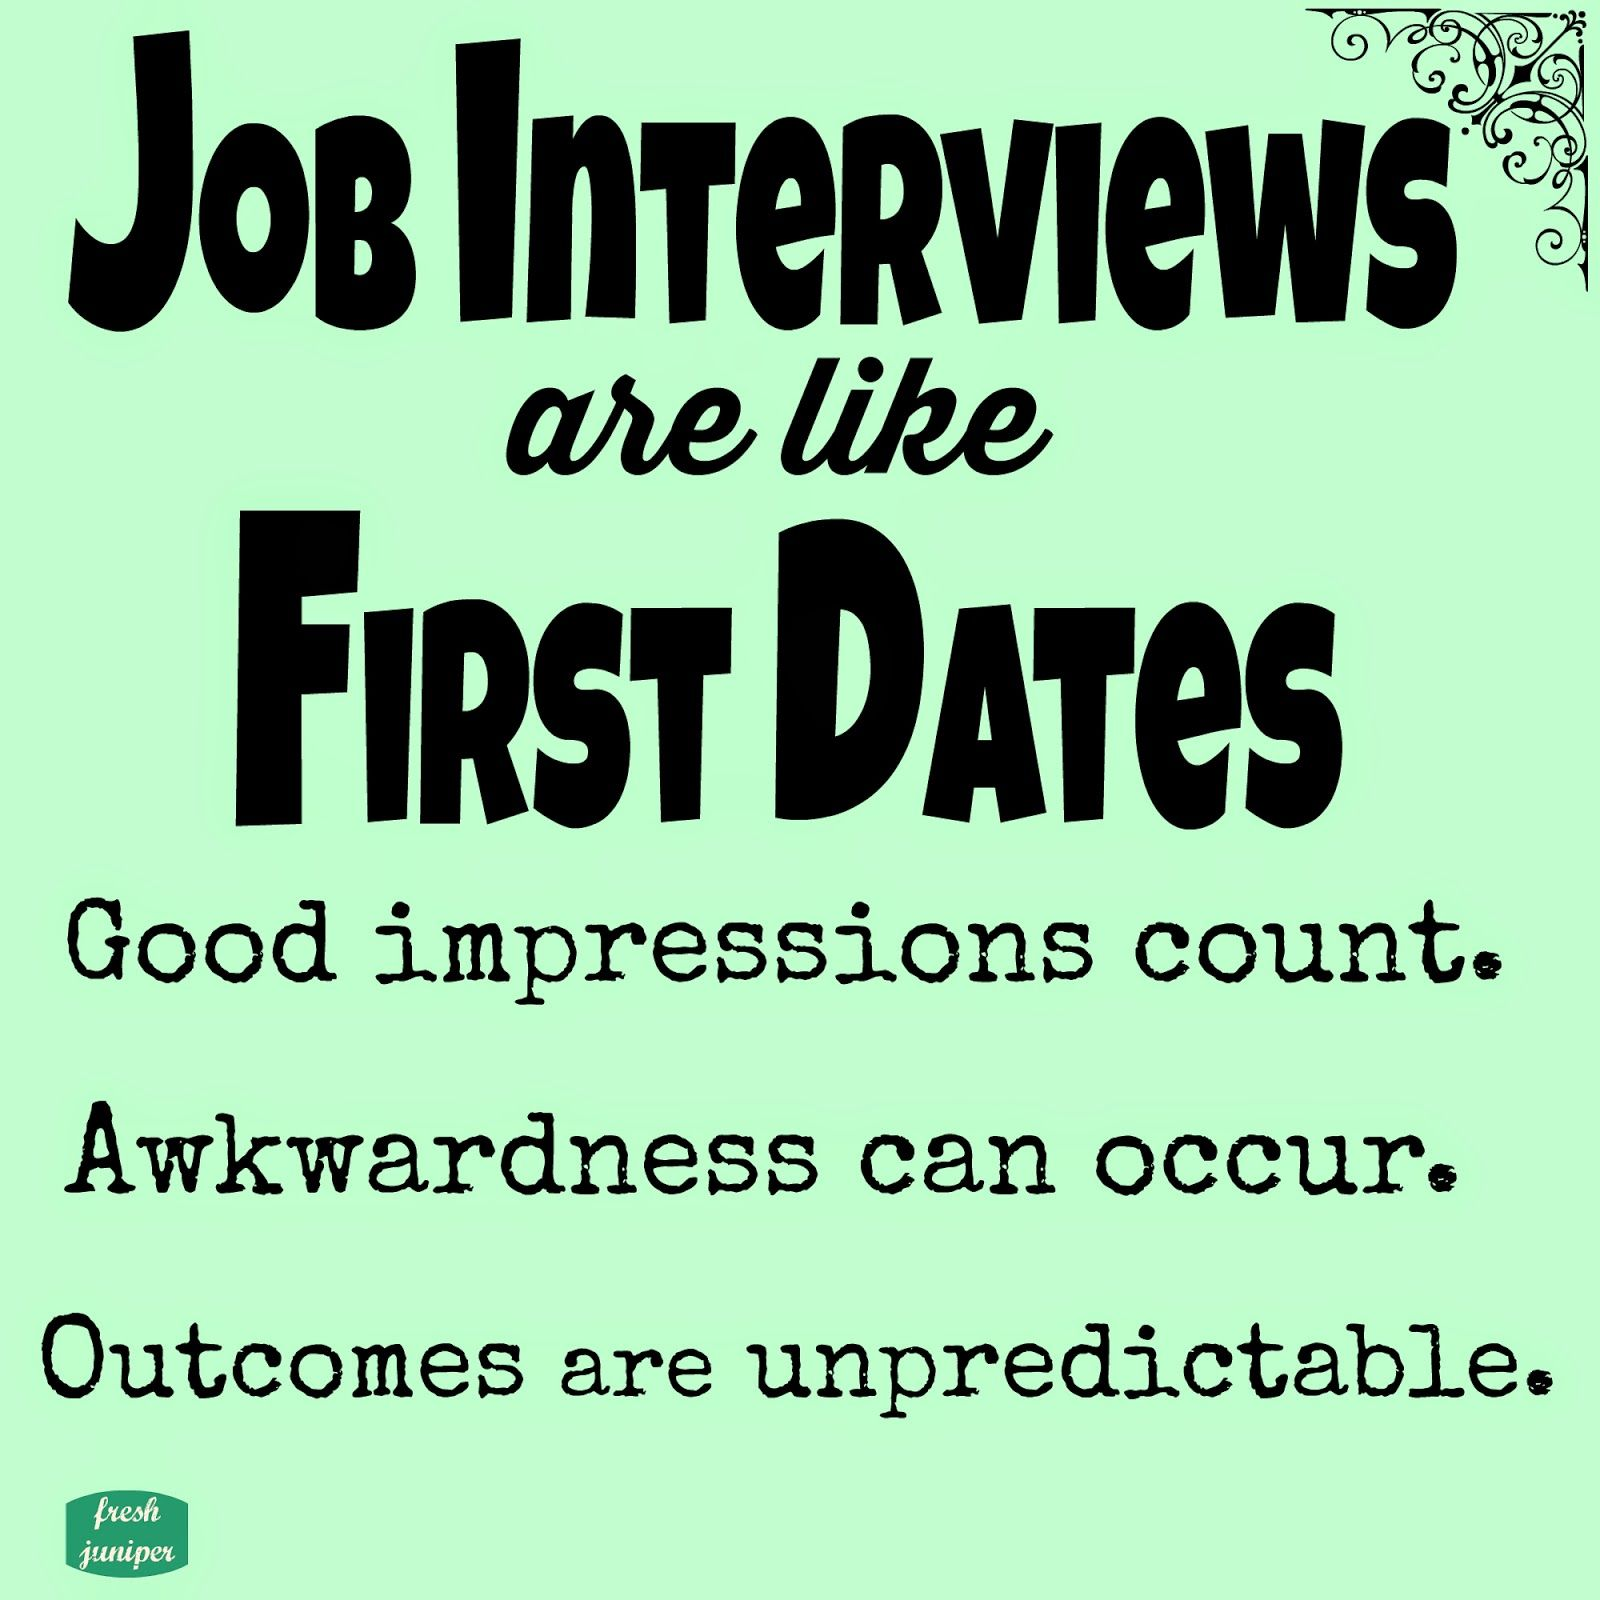 Job Interviews
are like
First Dates
Good impressions count.
Awkwardness can occur.
Outcomes are unpredictable.
fresh
juniper